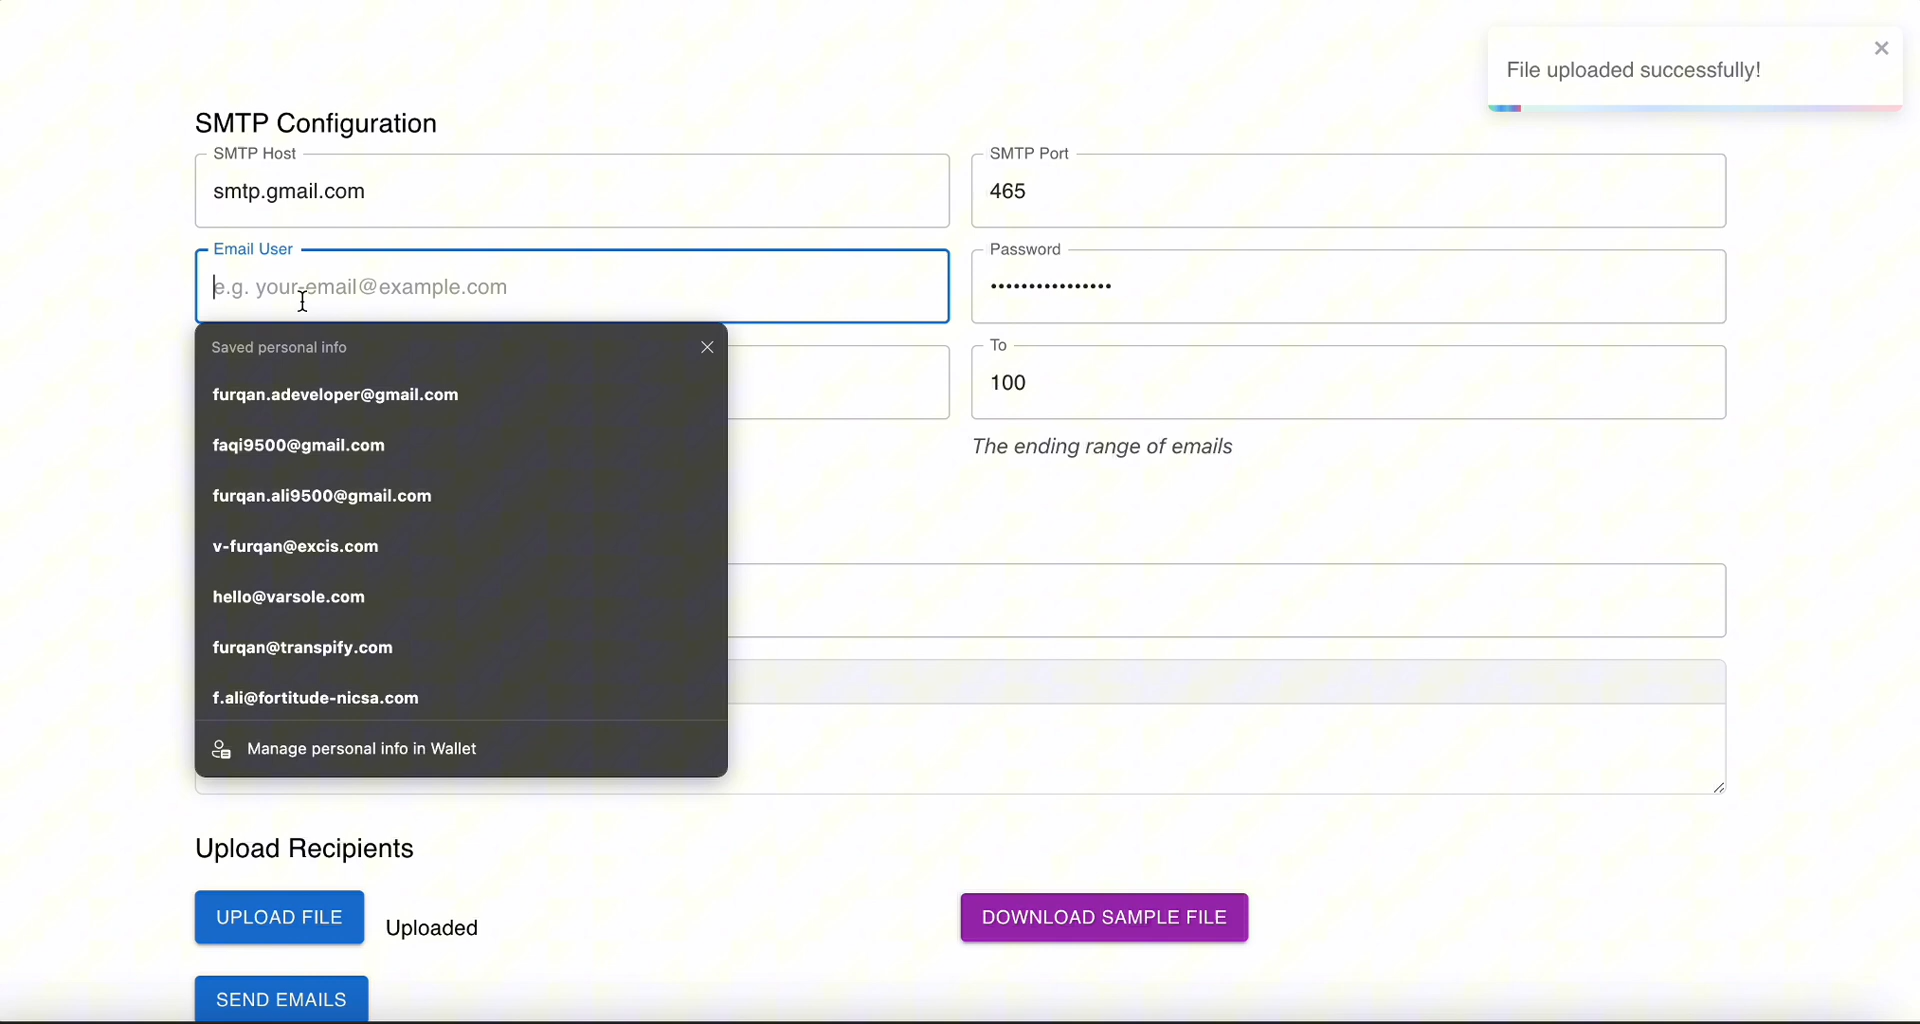 File uploaded successfully!
SMTP Configuration
SMTP Host
smtp.gmail.com
SMTP Port
465
Email User
e.g. your-email@example.com
Password
••••••••••••••••
Saved personal info
furqan.adeveloper@gmail.com
faqi9500@gmail.com
furqan.ali9500@gmail.com
v-furqan@excis.com
hello@varsole.com
furqan@transpify.com
f.ali@fortitude-nicsa.com
Manage personal info in Wallet
To
100
The ending range of emails
Upload Recipients
UPLOAD FILE
Uploaded
DOWNLOAD SAMPLE FILE
SEND EMAILS